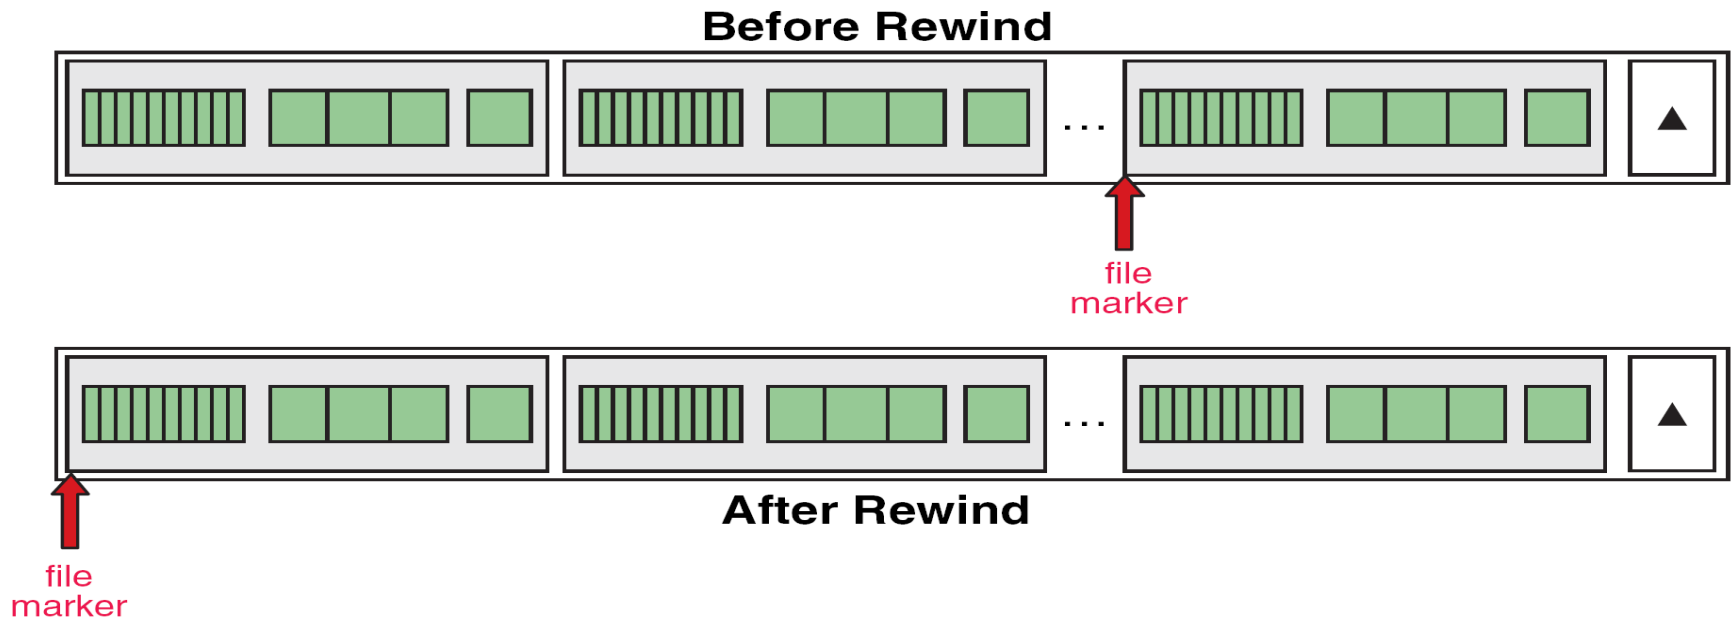 Before Rewind
...
file
marker
...
After Rewind
file
marker